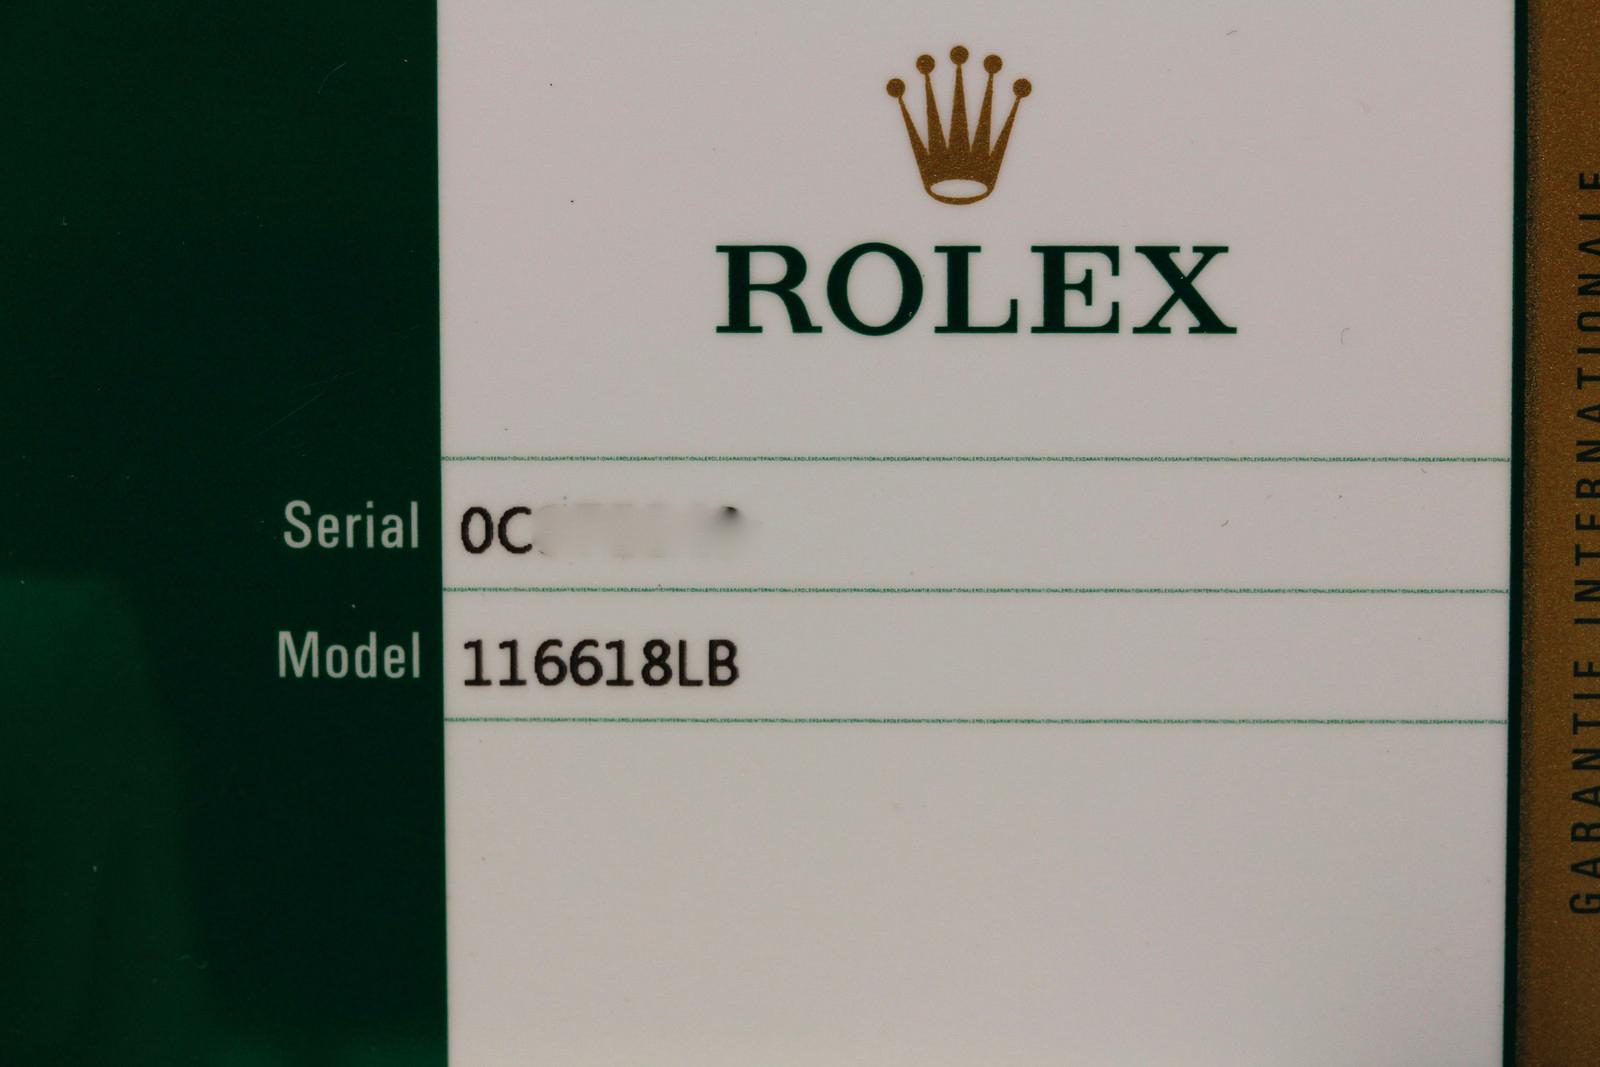 ROLEX
Serial 0C
Model 116618LB
GARANTIE INTERNATIONALE